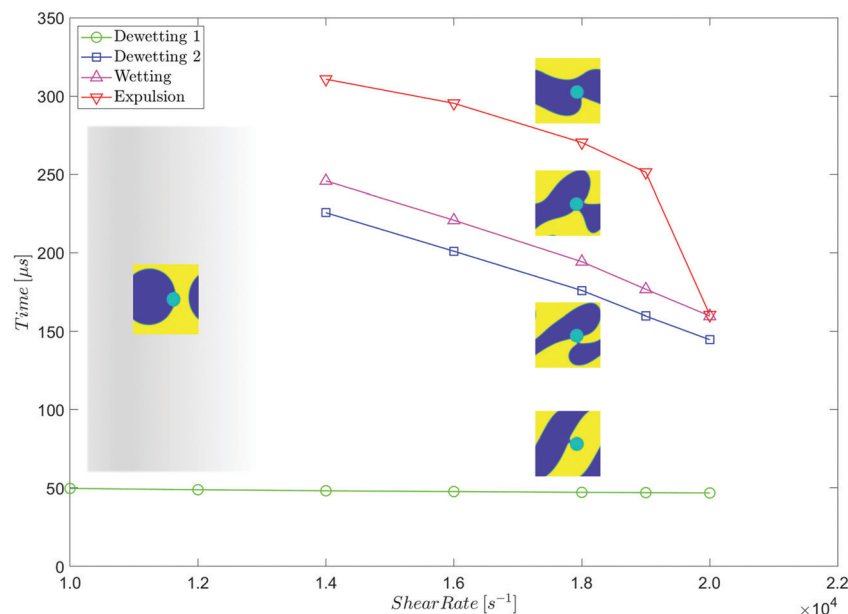 350
300
250
200
150
100
50
0
Time [μs]
Dewetting 1
Dewetting 2
Wetting
Expulsion
1.0 1.2 1.4 1.6 1.8 2.0 2.2
×10⁴
ShearRate [s⁻¹]